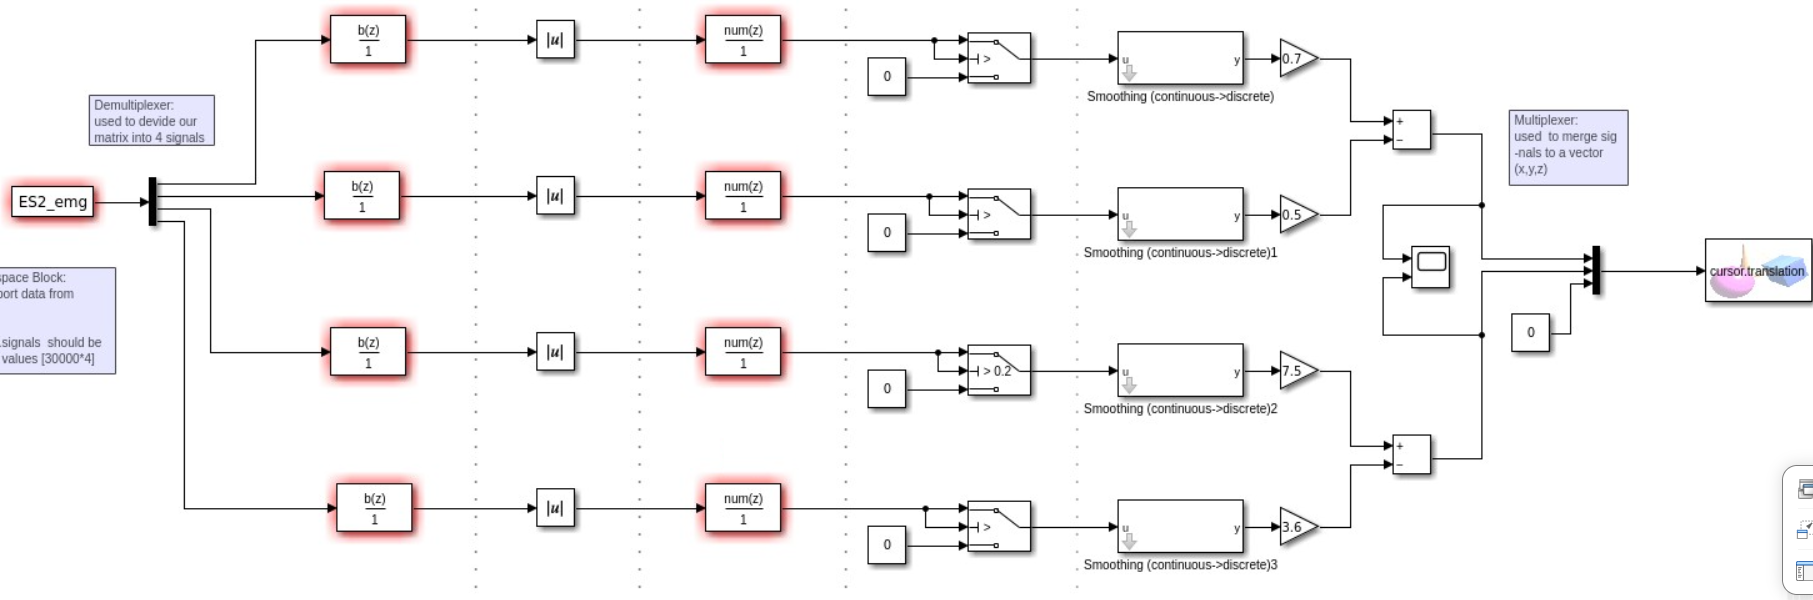 b(z)
1
|u|
num(z)
1
0
>
u
y
Smoothing (continuous->discrete)
0.7
Demultiplexer:
used to devide our
matrix into 4 signals
+
−
Multiplexer:
used to merge sig
-nals to a vector
(x,y,z)
ES2_emg
b(z)
1
|u|
num(z)
1
0
>
u
y
Smoothing (continuous->discrete)1
0.5
space Block:
port data from
.signals should be
values [30000*4]
cursor.translation
0
b(z)
1
|u|
num(z)
1
0
> 0.2
u
y
Smoothing (continuous->discrete)2
7.5
+
−
b(z)
1
|u|
num(z)
1
0
>
u
y
Smoothing (continuous->discrete)3
3.6